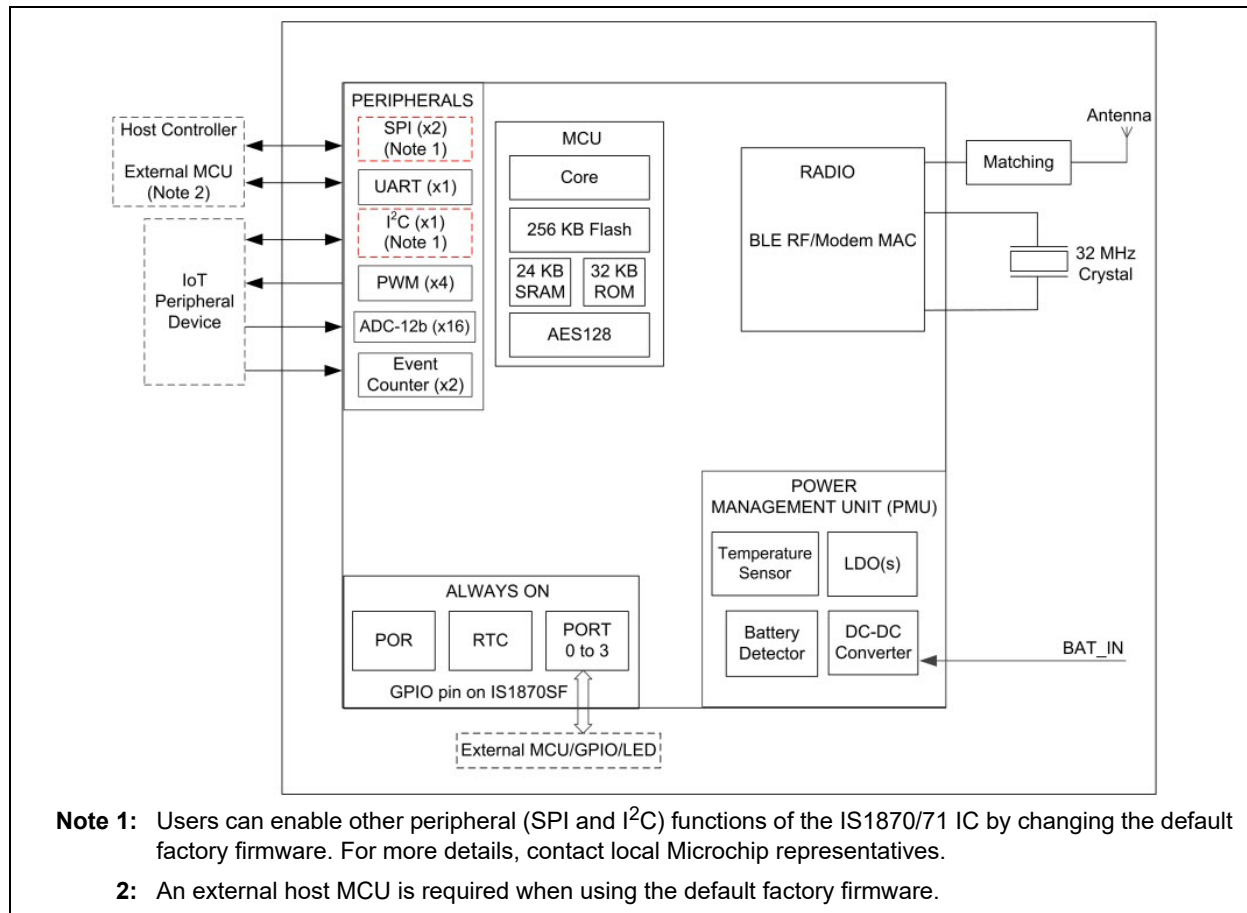 PERIPHERALS
Host Controller
External MCU
(Note 2)
SPI (x2)
(Note 1)
UART (x1)
I²C (x1)
(Note 1)
PWM (x4)
ADC-12b (x16)
Event
Counter (x2)
IoT
Peripheral
Device
MCU
Core
256 KB Flash
24 KB
SRAM
32 KB
ROM
AES128
RADIO
BLE RF/Modem MAC
Matching
Antenna
32 MHz
Crystal
POWER
MANAGEMENT UNIT (PMU)
Temperature
Sensor
LDO(s)
Battery
Detector
DC-DC
Converter
BAT_IN
ALWAYS ON
POR
RTC
PORT
0 to 3
GPIO pin on IS1870SF
External MCU/GPIO/LED
Note 1: Users can enable other peripheral (SPI and I²C) functions of the IS1870/71 IC by changing the default
factory firmware. For more details, contact local Microchip representatives.
2: An external host MCU is required when using the default factory firmware.